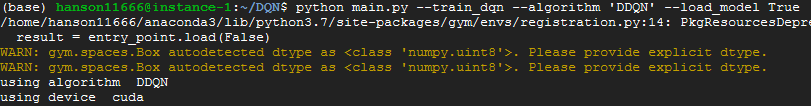 (base) hanson11666@instance-1:~/DQN$ python main.py --train_dqn --algorithm 'DDQN' --load_model True
/home/hanson11666/anaconda3/lib/python3.7/site-packages/gym/envs/registration.py:14: PkgResourcesDepre
  result = entry_point.load(False)
WARN: gym.spaces.Box autodetected dtype as <class 'numpy.uint8'>. Please provide explicit dtype.
WARN: gym.spaces.Box autodetected dtype as <class 'numpy.uint8'>. Please provide explicit dtype.
using algorithm  DDQN
using device  cuda